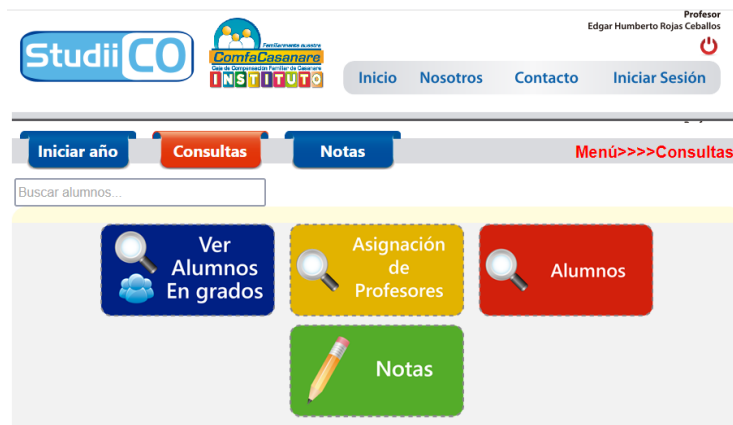 Profesor
Edgar Humberto Rojas Ceballos
Studii CO
Familiarmente nuestra
ComfaCasanare
Caja de Compensación Familiar de Casanare
INSTITUTO
Inicio Nosotros Contacto Iniciar Sesión
Iniciar año Consultas Notas Menú>>>>Consultas
Buscar alumnos...
Ver
Alumnos
En grados
Asignación
de
Profesores
Alumnos
Notas